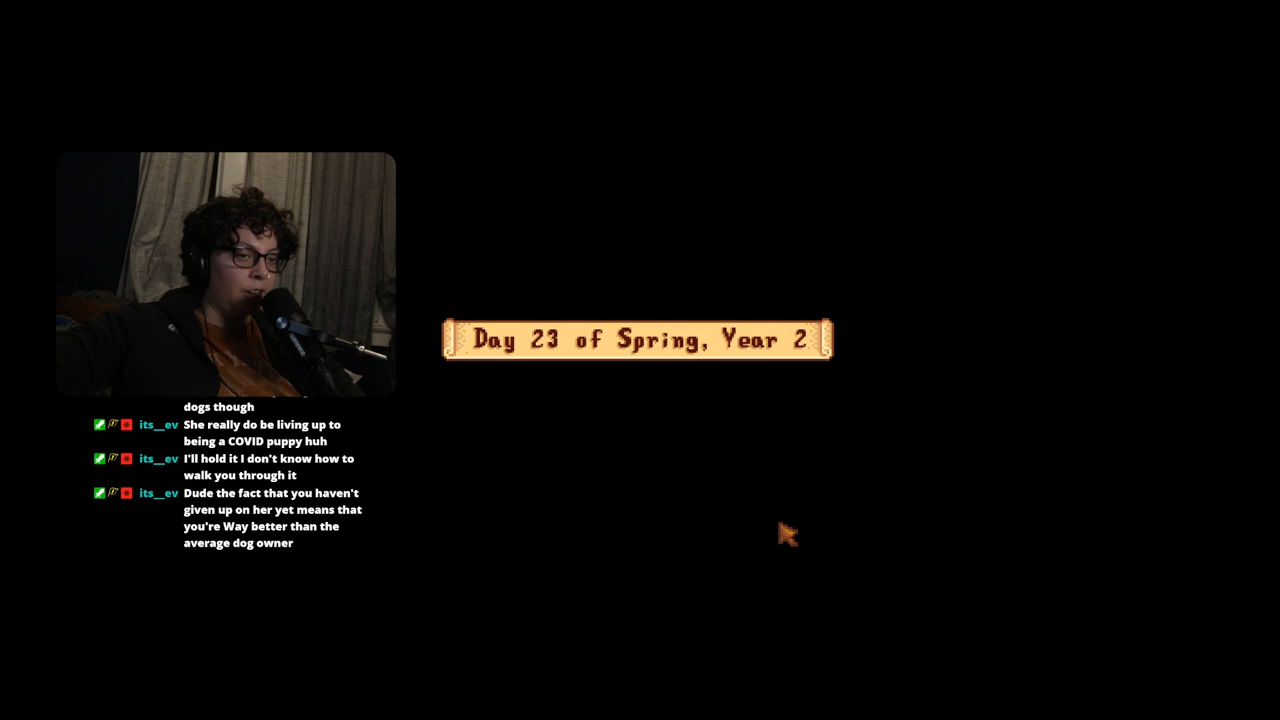 Day 23 of Spring, Year 2
dogs though
its__ev She really do be living up to
being a COVID puppy huh
its__ev I'll hold it I don't know how to
walk you through it
its__ev Dude the fact that you haven't
given up on her yet means that
you're Way better than the
average dog owner